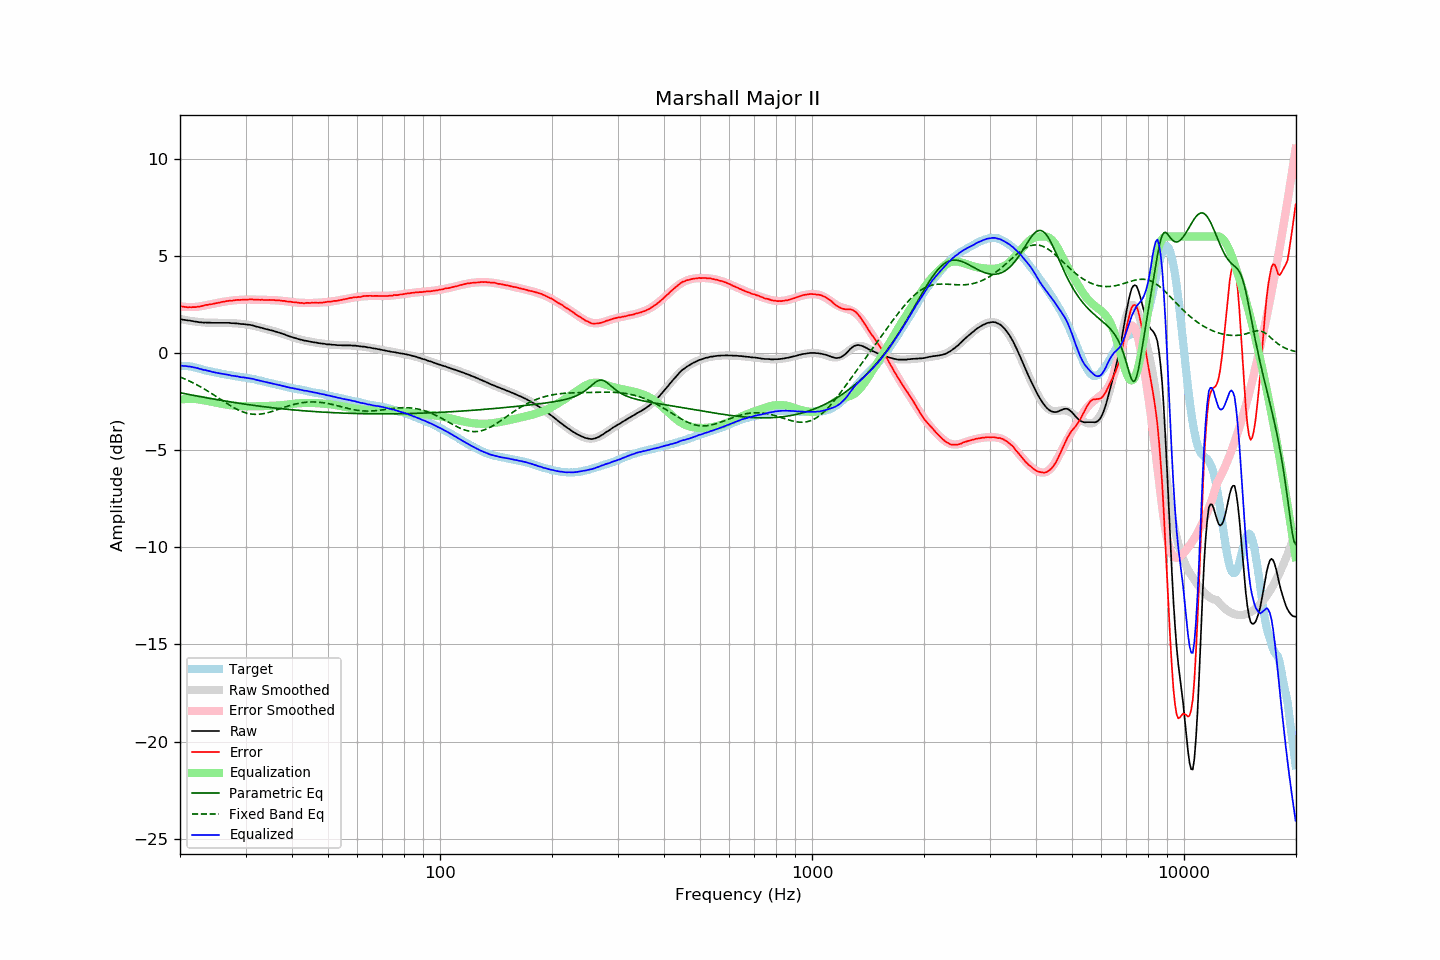 Marshall Major II
Amplitude (dBr)
10
5
0
−5
−10
−15
−20
−25
Target
Raw Smoothed
Error Smoothed
Raw
Error
Equalization
Parametric Eq
Fixed Band Eq
Equalized
100
1000
10000
Frequency (Hz)